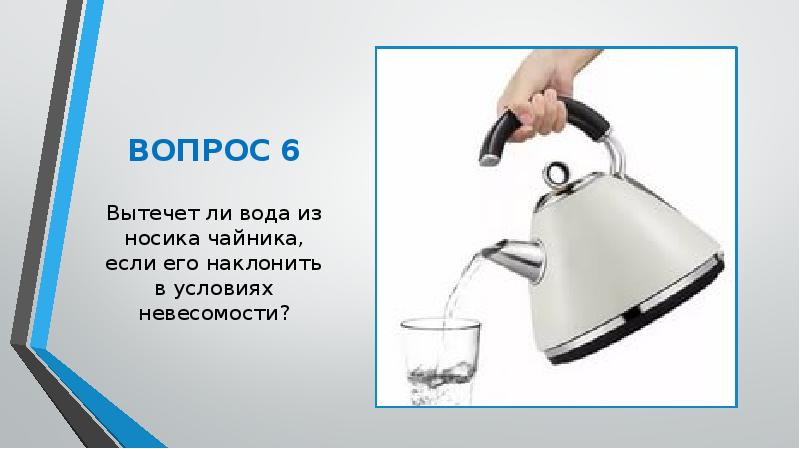 ВОПРОС 6
Вытечет ли вода из
носика чайника,
если его наклонить
в условиях
невесомости?